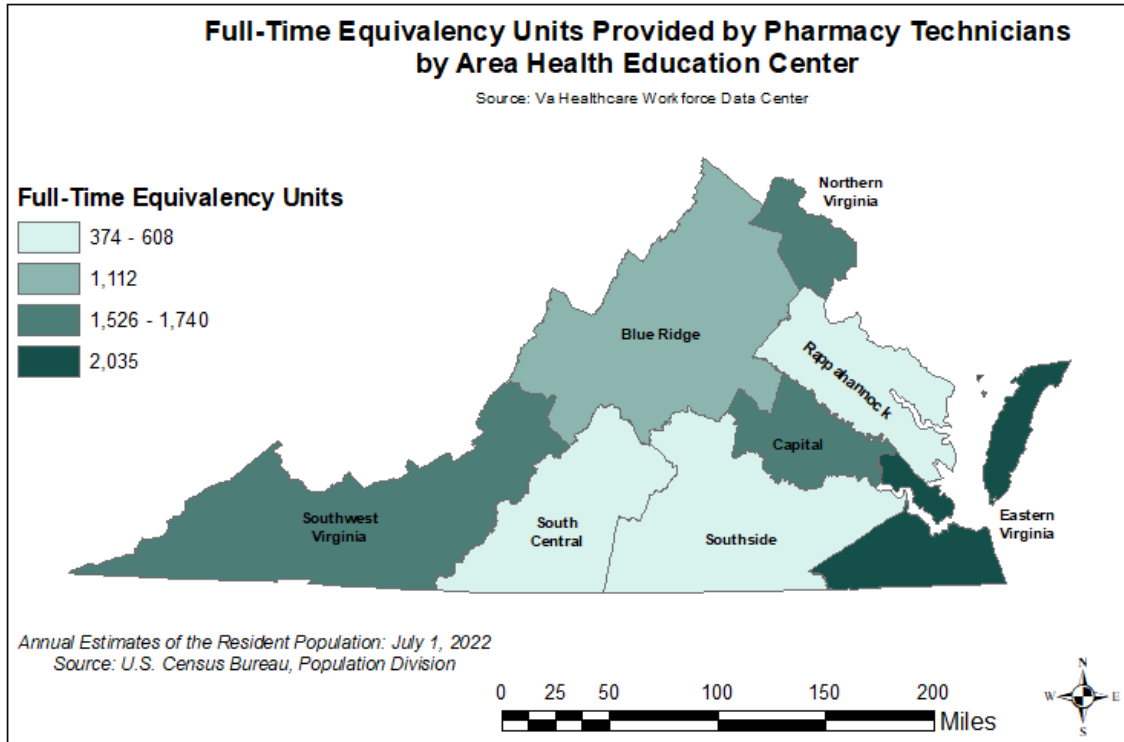 Full-Time Equivalency Units Provided by Pharmacy Technicians
by Area Health Education Center
Source: Va Healthcare Workforce Data Center
Full-Time Equivalency Units
374 - 608
1,112
1,526 - 1,740
2,035
Northern
Virginia
Blue Ridge
Rappahannock
Capital
Southwest
Virginia
South
Central
Southside
Eastern
Virginia
Annual Estimates of the Resident Population: July 1, 2022
Source: U.S. Census Bureau, Population Division
0 25 50 100 150 200
Miles
N
W E
S